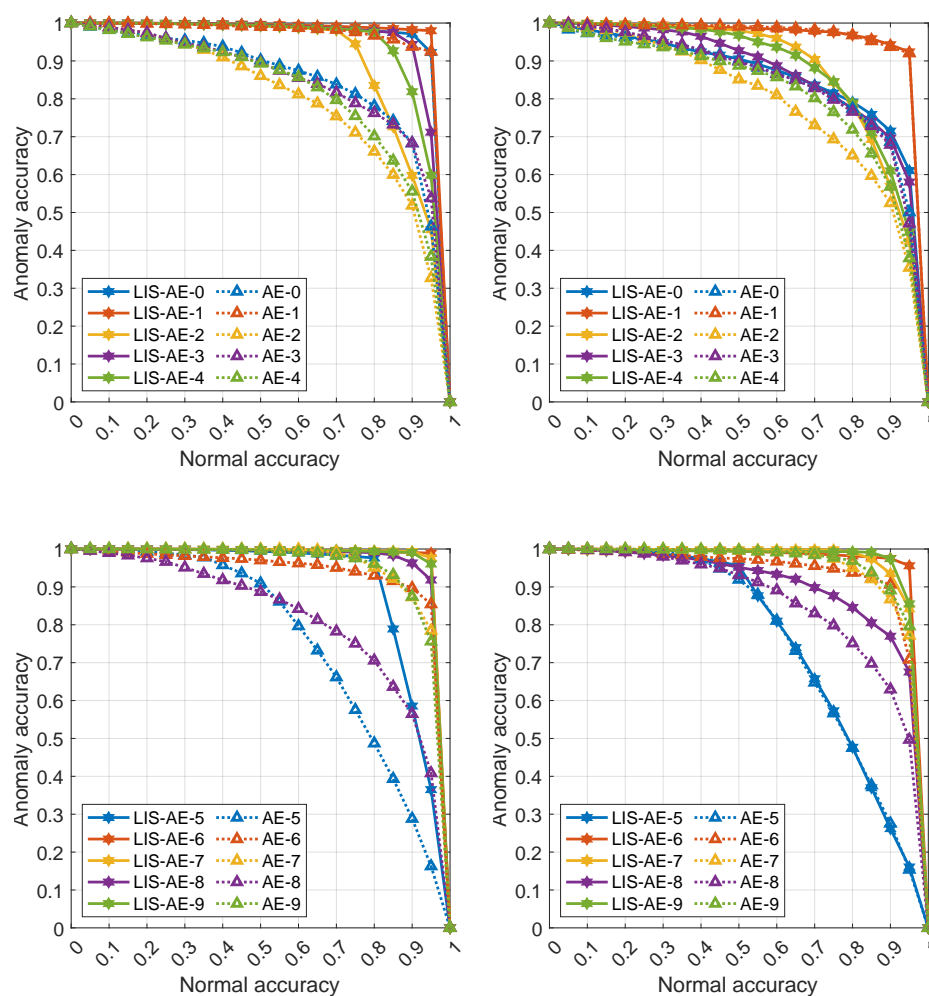 1
0.9
0.8
0.7
0.6
0.5
0.4
0.3
0.2
0.1
0
Anomaly accuracy
LIS-AE-0 AE-0
LIS-AE-1 AE-1
LIS-AE-2 AE-2
LIS-AE-3 AE-3
LIS-AE-4 AE-4
0 0.1 0.2 0.3 0.4 0.5 0.6 0.7 0.8 0.9 1
Normal accuracy
1
0.9
0.8
0.7
0.6
0.5
0.4
0.3
0.2
0.1
0
Anomaly accuracy
LIS-AE-0 AE-0
LIS-AE-1 AE-1
LIS-AE-2 AE-2
LIS-AE-3 AE-3
LIS-AE-4 AE-4
0 0.1 0.2 0.3 0.4 0.5 0.6 0.7 0.8 0.9
Normal accuracy
1
0.9
0.8
0.7
0.6
0.5
0.4
0.3
0.2
0.1
0
Anomaly accuracy
LIS-AE-5 AE-5
LIS-AE-6 AE-6
LIS-AE-7 AE-7
LIS-AE-8 AE-8
LIS-AE-9 AE-9
0 0.1 0.2 0.3 0.4 0.5 0.6 0.7 0.8 0.9 1
Normal accuracy
1
0.9
0.8
0.7
0.6
0.5
0.4
0.3
0.2
0.1
0
Anomaly accuracy
LIS-AE-5 AE-5
LIS-AE-6 AE-6
LIS-AE-7 AE-7
LIS-AE-8 AE-8
LIS-AE-9 AE-9
0 0.1 0.2 0.3 0.4 0.5 0.6 0.7 0.8 0.9
Normal accuracy